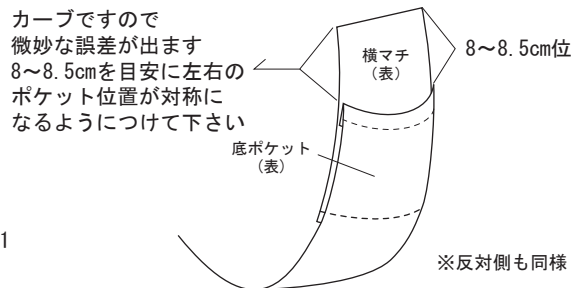 カーブですので
微妙な誤差が出ます
8〜8.5cmを目安に左右の
ポケット位置が対称に
なるようにつけて下さい
横マチ
（表）
8〜8.5cm位
底ポケット
（表）
1
※反対側も同様